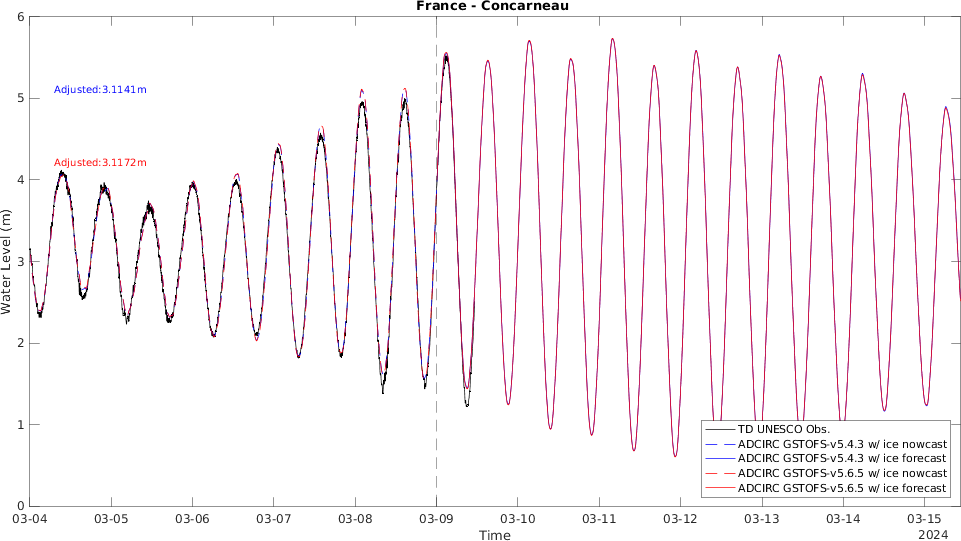 France - Concarneau
6
5
4
3
2
1
0
Water Level (m)
Adjusted:3.1141m
Adjusted:3.1172m
TD UNESCO Obs.
ADCIRC GSTOFS-v5.4.3 w/ ice nowcast
ADCIRC GSTOFS-v5.4.3 w/ ice forecast
ADCIRC GSTOFS-v5.6.5 w/ ice nowcast
ADCIRC GSTOFS-v5.6.5 w/ ice forecast
03-04 03-05 03-06 03-07 03-08 03-09 03-10 03-11 03-12 03-13 03-14 03-15
Time
2024